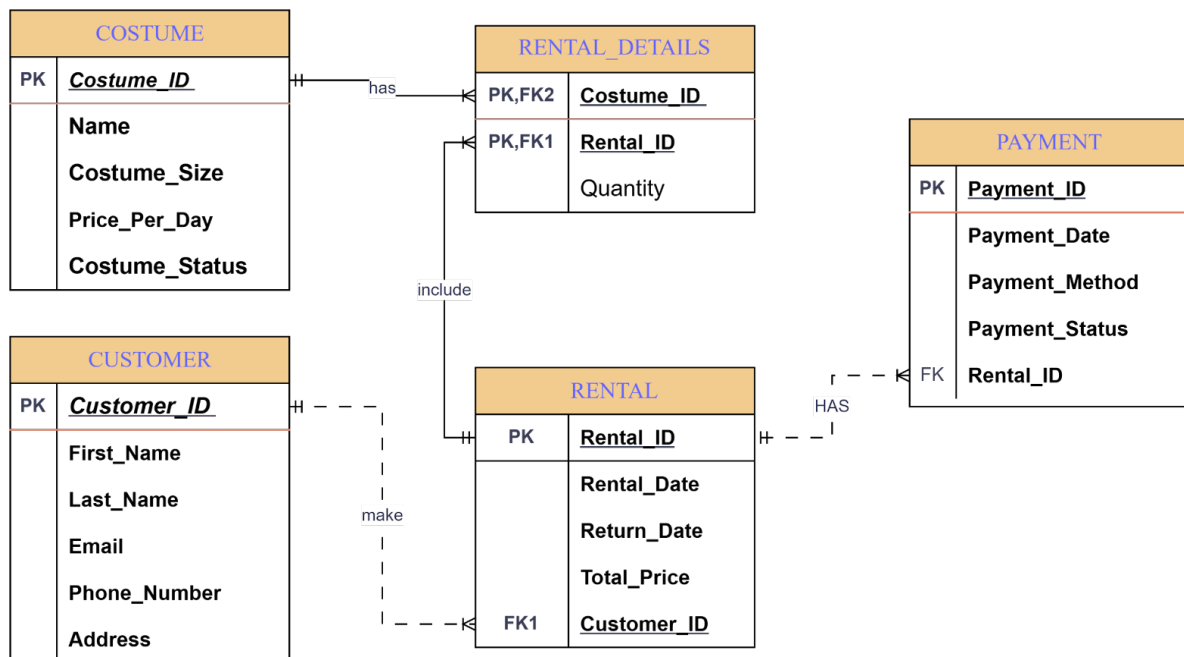 COSTUME
PK Costume_ID
Name
Costume_Size
Price_Per_Day
Costume_Status
has
RENTAL_DETAILS
PK,FK2 Costume_ID
PK,FK1 Rental_ID
Quantity
include
PAYMENT
PK Payment_ID
Payment_Date
Payment_Method
Payment_Status
FK Rental_ID
CUSTOMER
PK Customer_ID
First_Name
Last_Name
Email
Phone_Number
Address
make
RENTAL
PK Rental_ID
Rental_Date
Return_Date
Total_Price
FK1 Customer_ID
HAS